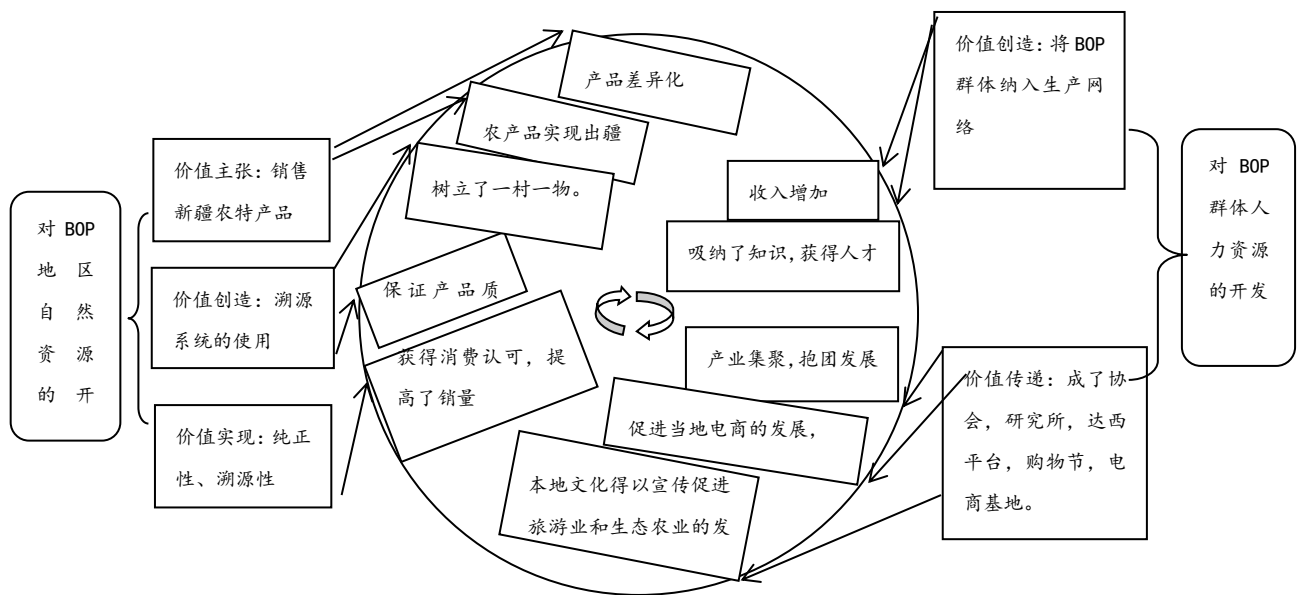 对 BOP
地区
自然
资源
的开
价值主张：销售
新疆农特产品
价值创造：溯源
系统的使用
价值实现：纯正
性、溯源性
产品差异化
农产品实现出疆
树立了一村一物。
保证产品质
获得消费认可，提
高了销量
收入增加
吸纳了知识，获得人才
产业集聚，抱团发展
促进当地电商的发展，
本地文化得以宣传促进
旅游业和生态农业的发
价值创造：将 BOP
群体纳入生产网
络
价值传递：成了协
会，研究所，达西
平台，购物节，电
商基地。
对 BOP
群体人
力资源
的开发